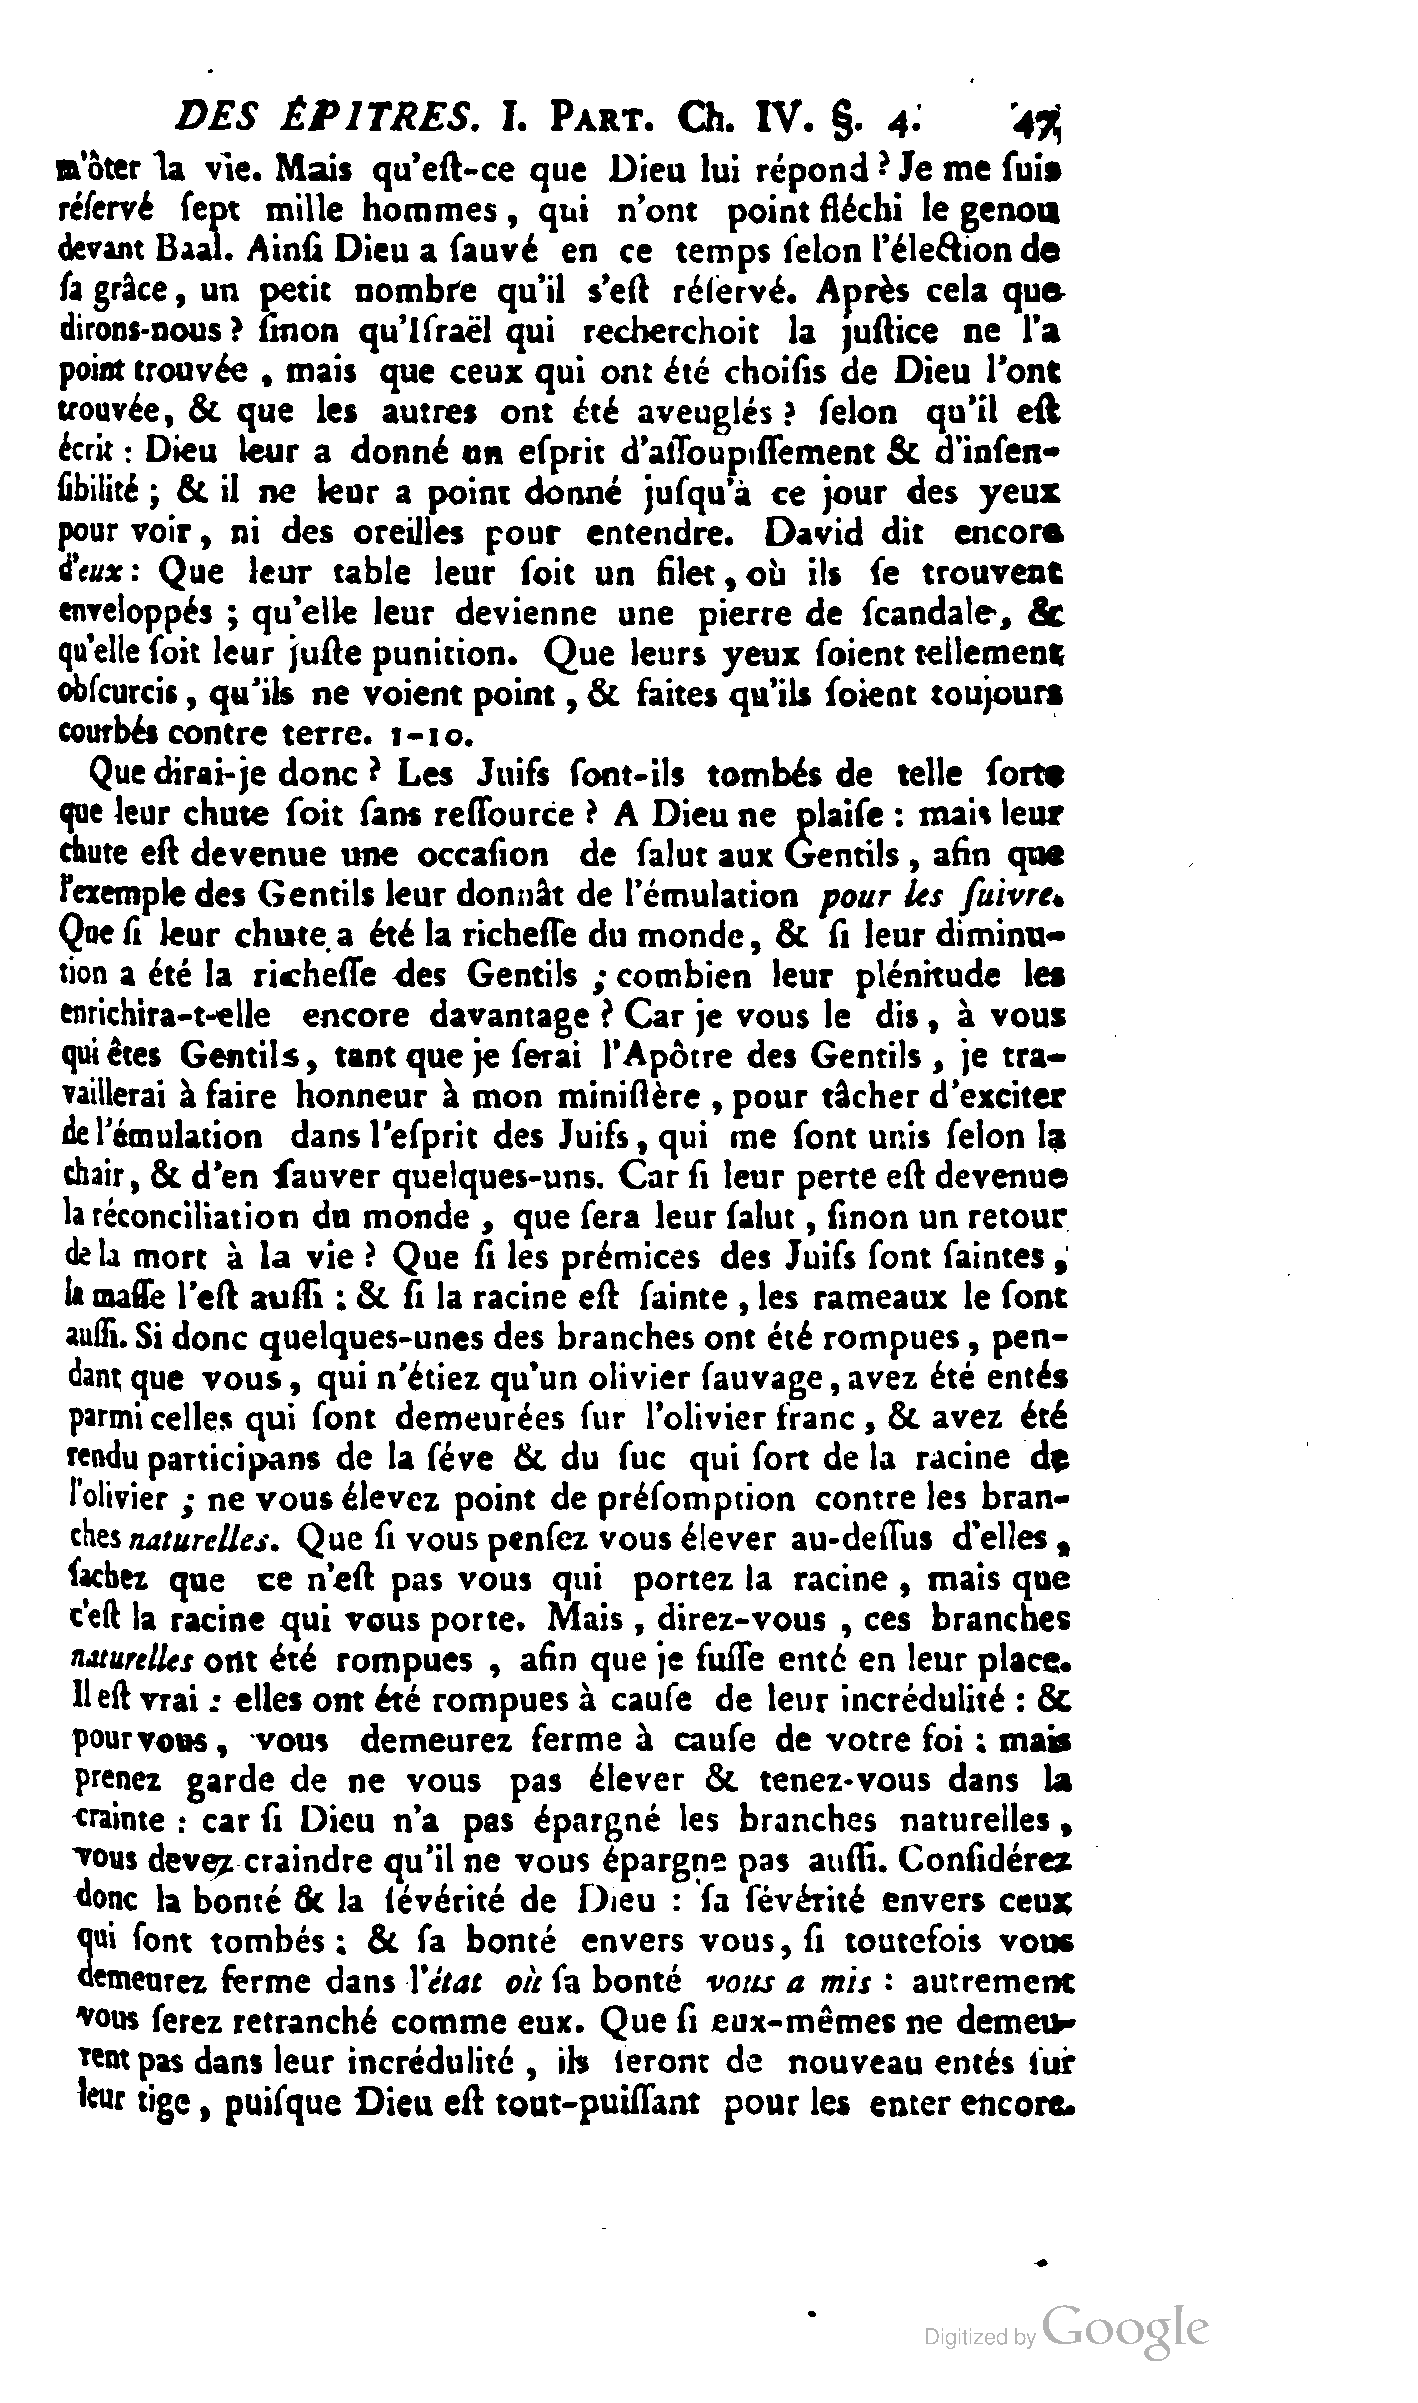 DES ÉPITRES. I. PART. Ch. IV. §. 4. 47
m'ôter la vie. Mais qu'eſt-ce que Dieu lui répond ? Je me ſuis
réſervé ſept mille hommes, qui n'ont point fléchi le genou
devant Baal. Ainſi Dieu a ſauvé en ce temps ſelon l'élection de
ſa grâce, un petit nombre qu'il s'eſt réſervé. Après cela que
dirons-nous ? ſinon qu'Iſraël qui recherchoit la juſtice ne l'a
point trouvée, mais que ceux qui ont été choiſis de Dieu l'ont
trouvée, & que les autres ont été aveuglés ? ſelon qu'il eſt
écrit : Dieu leur a donné un eſprit d'aſſoupiſſement & d'inſen-
ſibilité ; & il ne leur a point donné juſqu'à ce jour des yeux
pour voir, ni des oreilles pour entendre. David dit encore
d'eux : Que leur table leur ſoit un filet, où ils ſe trouvent
enveloppés ; qu'elle leur devienne une pierre de ſcandale, &
qu'elle ſoit leur juſte punition. Que leurs yeux ſoient tellement
obſcurcis, qu'ils ne voient point, & faites qu'ils ſoient toujours
courbés contre terre. 1-10.
Que dirai-je donc ? Les Juifs ſont-ils tombés de telle ſorte
que leur chute ſoit ſans reſſource ? A Dieu ne plaiſe : mais leur
chute eſt devenue une occaſion de ſalut aux Gentils, afin que
l'exemple des Gentils leur donnât de l'émulation pour les ſuivre.
Que ſi leur chute a été la richeſſe du monde, & ſi leur diminu-
tion a été la richeſſe des Gentils ; combien leur plénitude les
enrichira-t-elle encore davantage ? Car je vous le dis, à vous
qui êtes Gentils, tant que je ſerai l'Apôtre des Gentils, je tra-
vaillerai à faire honneur à mon miniſtère, pour tâcher d'exciter
de l'émulation dans l'eſprit des Juifs, qui me ſont unis ſelon la
chair, & d'en ſauver quelques-uns. Car ſi leur perte eſt devenue
la réconciliation du monde, que ſera leur ſalut, ſinon un retour
de la mort à la vie ? Que ſi les prémices des Juifs ſont ſaintes,
la maſſe l'eſt auſſi : & ſi la racine eſt ſainte, les rameaux le ſont
auſſi. Si donc quelques-unes des branches ont été rompues, pen-
dant que vous, qui n'étiez qu'un olivier ſauvage, avez été entés
parmi celles qui ſont demeurées ſur l'olivier franc, & avez été
rendu participans de la ſéve & du ſuc qui ſort de la racine de
l'olivier ; ne vous élevez point de préſomption contre les bran-
ches naturelles. Que ſi vous penſez vous élever au-deſſus d'elles,
ſachez que ce n'eſt pas vous qui portez la racine, mais que
c'eſt la racine qui vous porte. Mais, direz-vous, ces branches
naturelles ont été rompues, afin que je fuſſe enté en leur place.
Il eſt vrai : elles ont été rompues à cauſe de leur incrédulité : &
pour vous, vous demeurez ferme à cauſe de votre foi : mais
prenez garde de ne vous pas élever & tenez-vous dans la
crainte : car ſi Dieu n'a pas épargné les branches naturelles,
vous devez craindre qu'il ne vous épargne pas auſſi. Conſidérez
donc la bonté & la ſévérité de Dieu : ſa ſévérité envers ceux
qui ſont tombés ; & ſa bonté envers vous, ſi toutefois vous
demeurez ferme dans l'état où ſa bonté vous a mis : autrement
vous ſerez retranché comme eux. Que ſi eux-mêmes ne demeu-
rent pas dans leur incrédulité, ils ſeront de nouveau entés ſur
leur tige, puiſque Dieu eſt tout-puiſſant pour les enter encore.
Digitized by Google